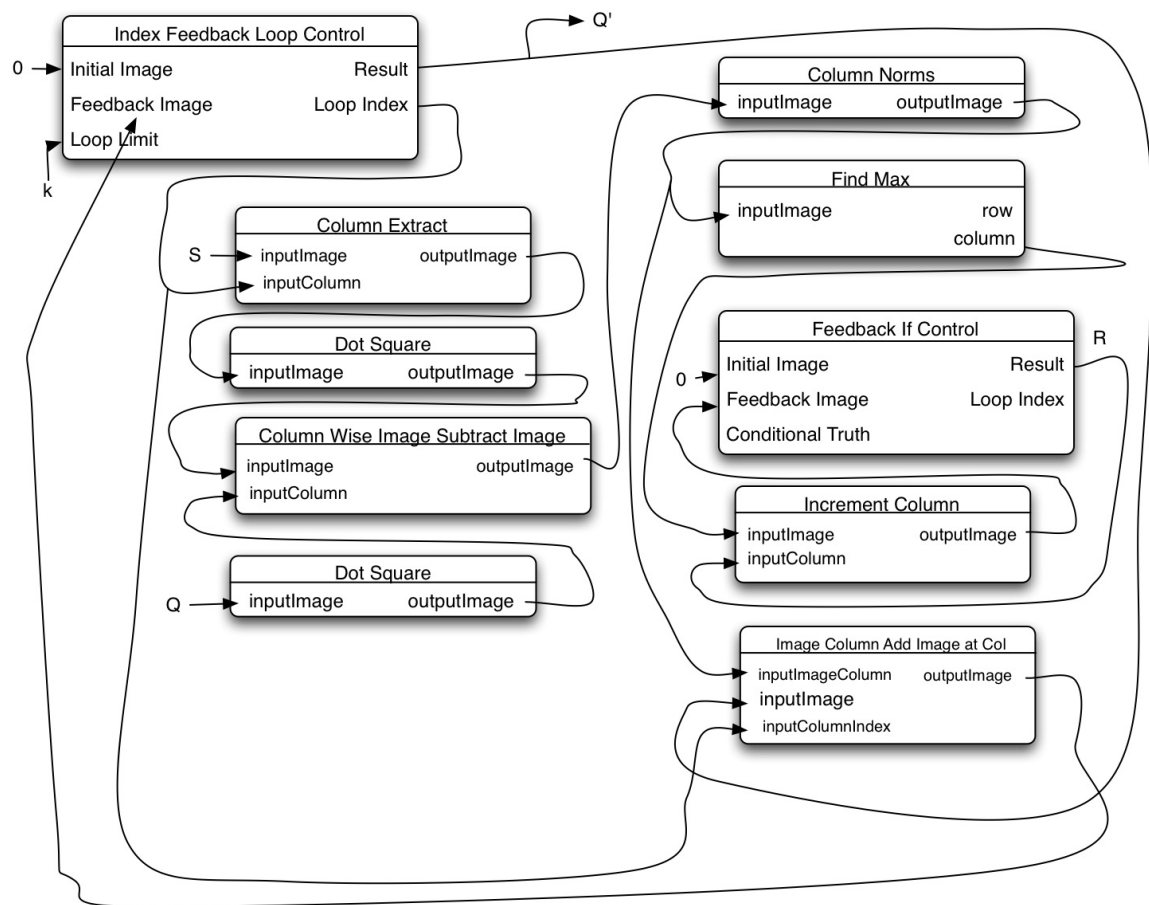 Q'
Index Feedback Loop Control
0
Initial Image Result
Feedback Image Loop Index
Loop Limit
k
Column Extract
S
inputImage outputImage
inputColumn
Dot Square
inputImage outputImage
Column Wise Image Subtract Image
inputImage outputImage
inputColumn
Dot Square
Q
inputImage outputImage
Column Norms
inputImage outputImage
Find Max
inputImage row
column
Feedback If Control
R
Initial Image Result
0
Feedback Image Loop Index
Conditional Truth
Increment Column
inputImage outputImage
inputColumn
Image Column Add Image at Col
inputImageColumn outputImage
inputImage
inputColumnIndex